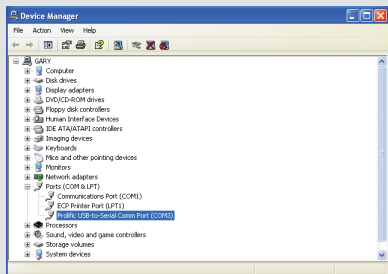 Device Manager
File Action View Help
GARY
Computer
Disk drives
Display adapters
DVD/CD-ROM drives
Floppy disk controllers
Human Interface Devices
IDE ATA/ATAPI controllers
Imaging devices
Keyboards
Mice and other pointing devices
Monitors
Network adapters
Ports (COM & LPT)
Communications Port (COM1)
ECP Printer Port (LPT1)
Prolific USB-to-Serial Comm Port (COM3)
Processors
Sound, video and game controllers
Storage volumes
System devices